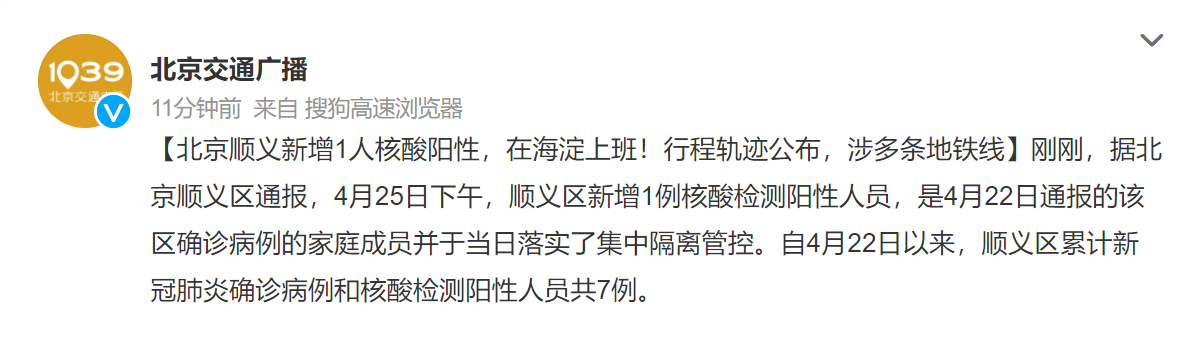 1039
北京交通广播
北京交通广播
11分钟前 来自 搜狗高速浏览器
【北京顺义新增1人核酸阳性，在海淀上班！行程轨迹公布，涉多条地铁线】刚刚，据北
京顺义区通报，4月25日下午，顺义区新增1例核酸检测阳性人员，是4月22日通报的该
区确诊病例的家庭成员并于当日落实了集中隔离管控。自4月22日以来，顺义区累计新
冠肺炎确诊病例和核酸检测阳性人员共7例。